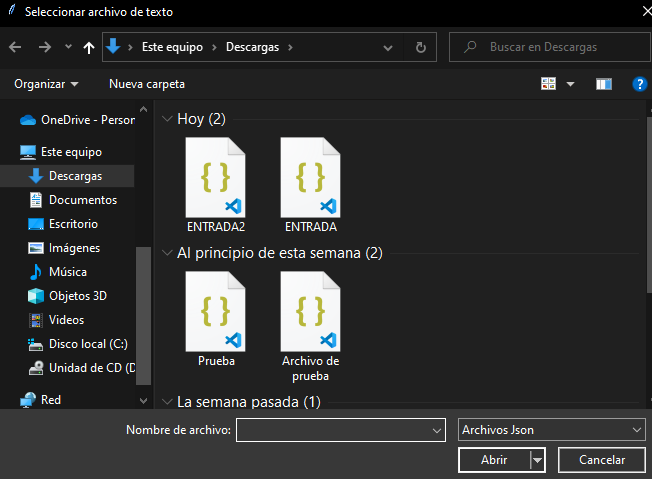 Seleccionar archivo de texto
Este equipo
Descargas
Buscar en Descargas
Organizar
Nueva carpeta
OneDrive - Person
Este equipo
Descargas
Documentos
Escritorio
Imágenes
Música
Objetos 3D
Videos
Disco local (C:)
Unidad de CD (D
Red
Hoy (2)
ENTRADA2
ENTRADA
Al principio de esta semana (2)
Prueba
Archivo de
prueba
La semana pasada (1)
Nombre de archivo:
Archivos Json
Abrir
Cancelar